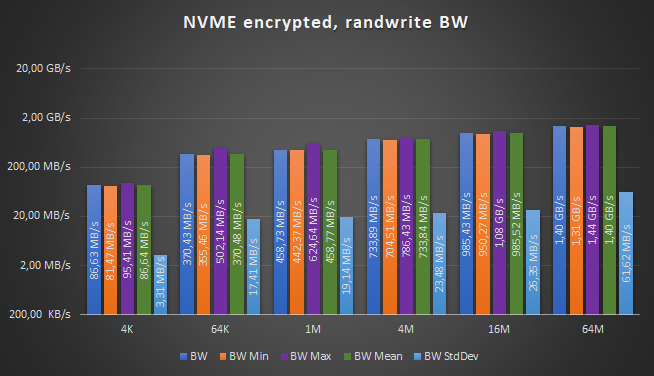 NVME encrypted, randwrite BW
20,00 GB/s
2,00 GB/s
200,00 MB/s
20,00 MB/s
2,00 MB/s
200,00 KB/s
86,63 MB/s
81,47 MB/s
95,41 MB/s
86,64 MB/s
3,31 MB/s
370,43 MB/s
355,46 MB/s
502,14 MB/s
370,48 MB/s
17,41 MB/s
458,73 MB/s
442,37 MB/s
624,64 MB/s
458,77 MB/s
19,14 MB/s
733,89 MB/s
704,51 MB/s
786,43 MB/s
733,84 MB/s
23,48 MB/s
985,43 MB/s
950,27 MB/s
1,08 GB/s
985,52 MB/s
26,35 MB/s
1,40 GB/s
1,31 GB/s
1,44 GB/s
1,40 GB/s
61,62 MB/s
4K 64K 1M 4M 16M 64M
BW BW Min BW Max BW Mean BW StdDev